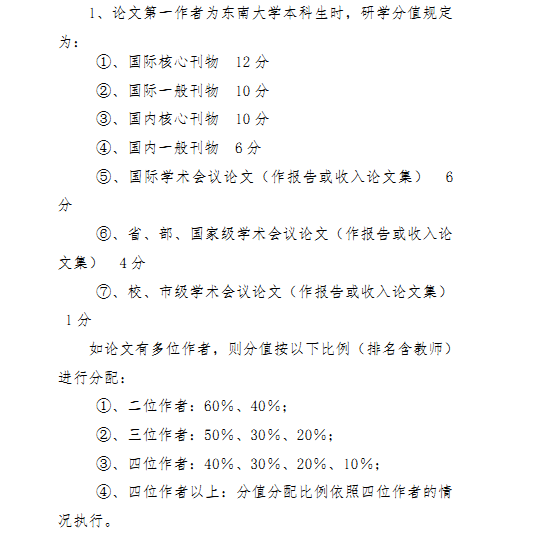 1、论文第一作者为东南大学本科生时，研学分值规定
为：
①、国际核心刊物 12分
②、国际一般刊物 10分
③、国内核心刊物 10分
④、国内一般刊物 6分
⑤、国际学术会议论文（作报告或收入论文集） 6
分
⑥、省、部、国家级学术会议论文（作报告或收入论
文集） 4分
⑦、校、市级学术会议论文（作报告或收入论文集）
1分
如论文有多位作者，则分值按以下比例（排名含教师）
进行分配：
①、二位作者：60%、40%；
②、三位作者：50%、30%、20%；
③、四位作者：40%、30%、20%、10%；
④、四位作者以上：分值分配比例依照四位作者的情
况执行。